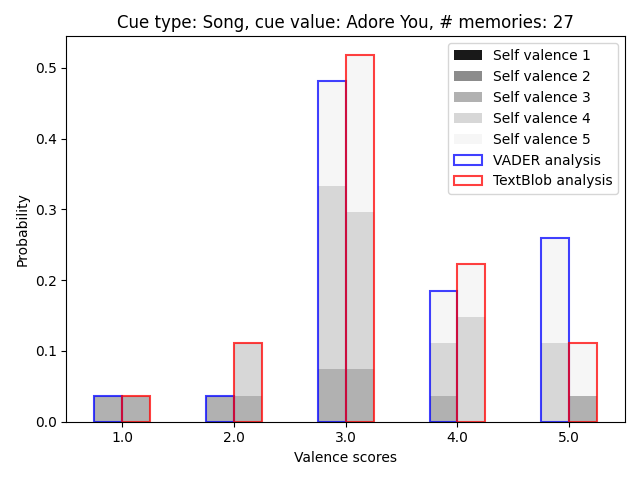 Cue type: Song, cue value: Adore You, # memories: 27
Self valence 1
Self valence 2
Self valence 3
Self valence 4
Self valence 5
VADER analysis
TextBlob analysis
Probability
0.5
0.4
0.3
0.2
0.1
0.0
1.0 2.0 3.0 4.0 5.0
Valence scores